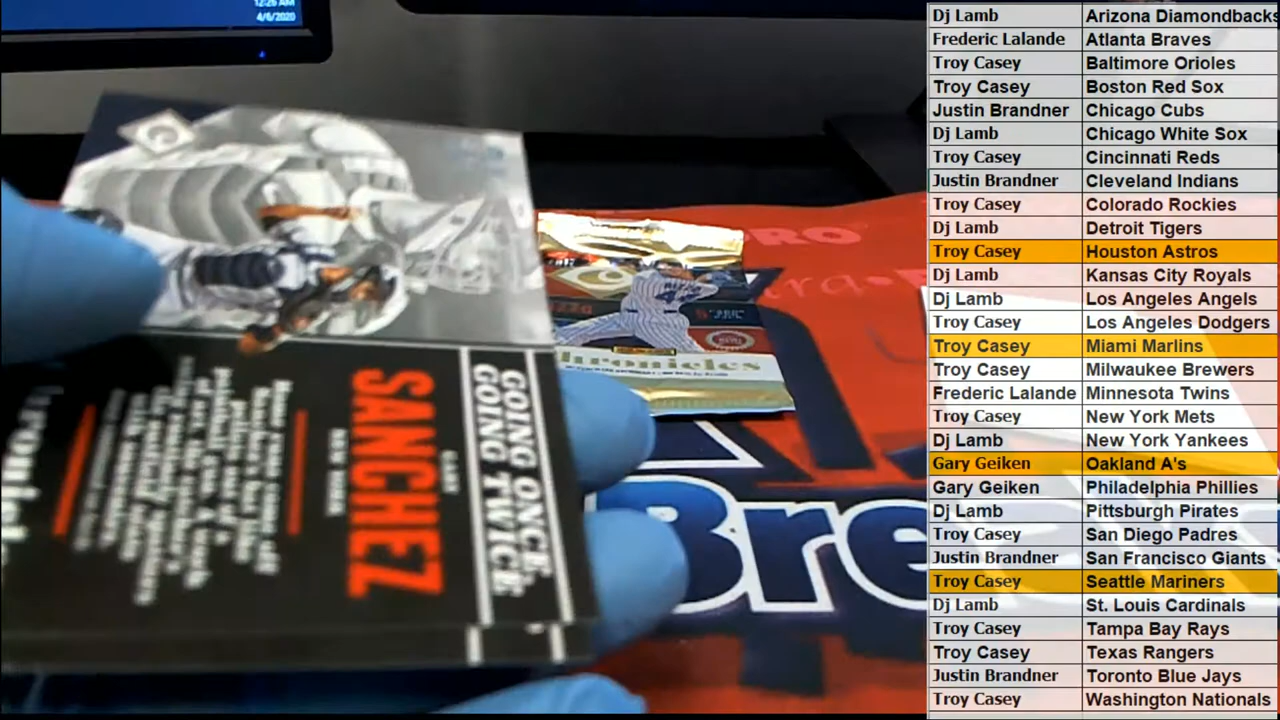 12:26 AM
4/6/2020
GOING ONCE,
GOING TWICE
GARY
SANCHEZ
PRO
Chronicles
Bre
Dj Lamb Arizona Diamondbacks
Frederic Lalande Atlanta Braves
Troy Casey Baltimore Orioles
Troy Casey Boston Red Sox
Justin Brandner Chicago Cubs
Dj Lamb Chicago White Sox
Troy Casey Cincinnati Reds
Justin Brandner Cleveland Indians
Troy Casey Colorado Rockies
Dj Lamb Detroit Tigers
Troy Casey Houston Astros
Dj Lamb Kansas City Royals
Dj Lamb Los Angeles Angels
Troy Casey Los Angeles Dodgers
Troy Casey Miami Marlins
Troy Casey Milwaukee Brewers
Frederic Lalande Minnesota Twins
Troy Casey New York Mets
Dj Lamb New York Yankees
Gary Geiken Oakland A's
Gary Geiken Philadelphia Phillies
Dj Lamb Pittsburgh Pirates
Troy Casey San Diego Padres
Justin Brandner San Francisco Giants
Troy Casey Seattle Mariners
Dj Lamb St. Louis Cardinals
Troy Casey Tampa Bay Rays
Troy Casey Texas Rangers
Justin Brandner Toronto Blue Jays
Troy Casey Washington Nationals